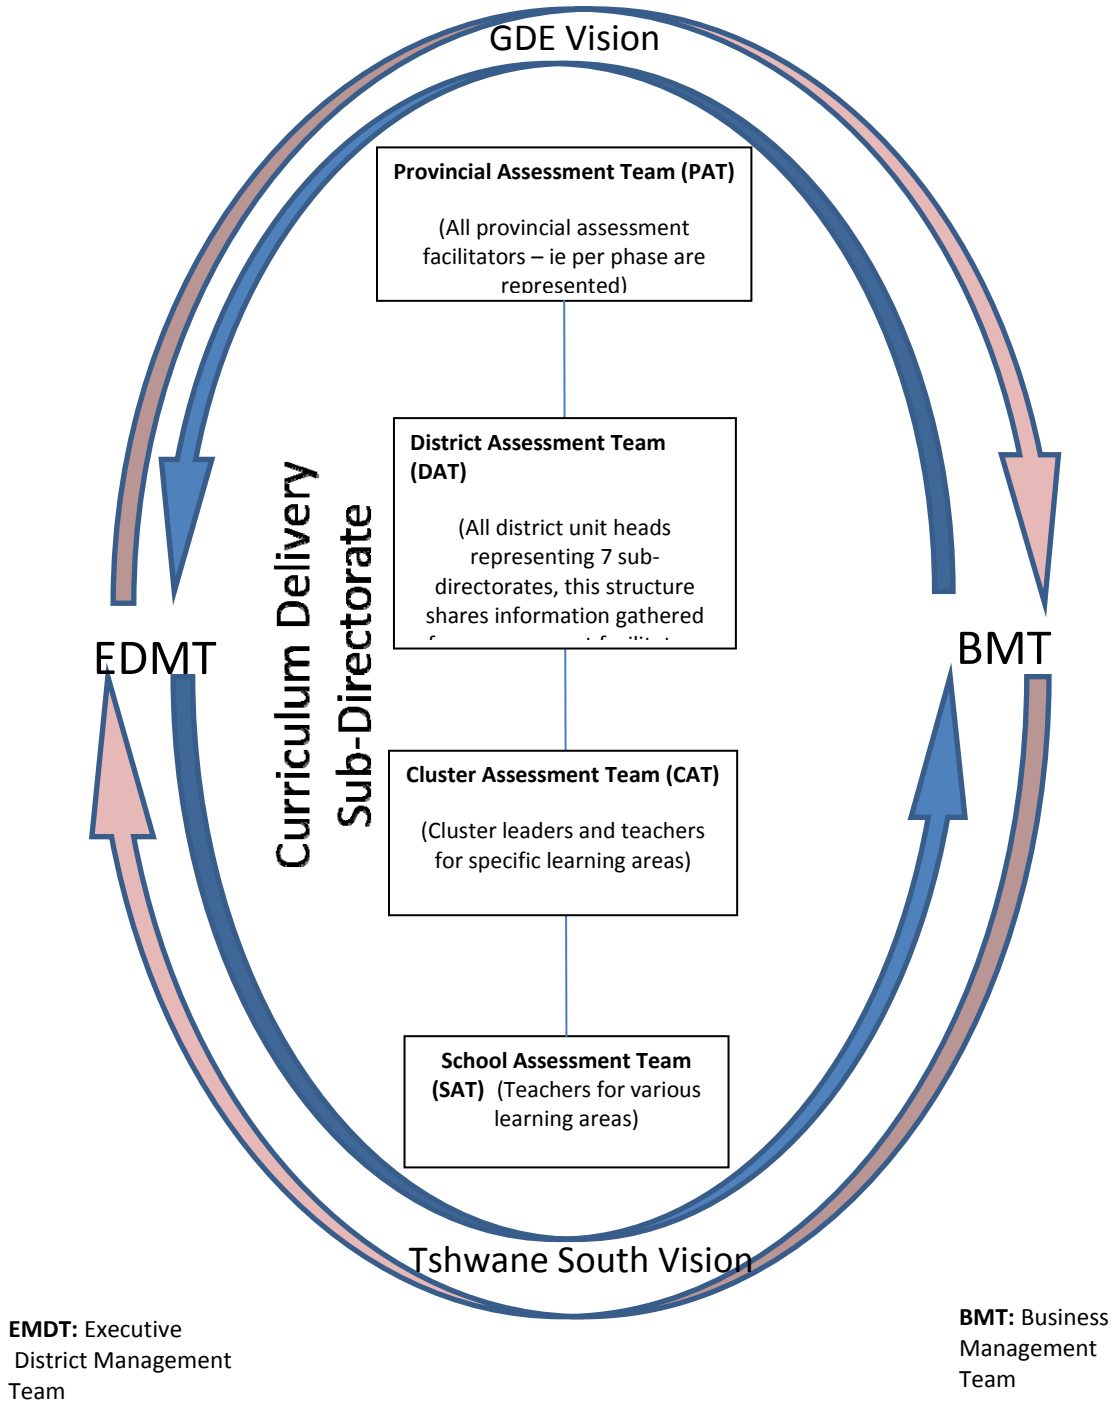 GDE Vision
Provincial Assessment Team (PAT)
(All provincial assessment
facilitators – ie per phase are
represented)
District Assessment Team
(DAT)
(All district unit heads
representing 7 sub-
directorates, this structure
shares information gathered
Curriculum Delivery
Sub-Directorate
EDMT
BMT
Cluster Assessment Team (CAT)
(Cluster leaders and teachers
for specific learning areas)
School Assessment Team
(SAT) (Teachers for various
learning areas)
Tshwane South Vision
EMDT: Executive
District Management
Team
BMT: Business
Management
Team